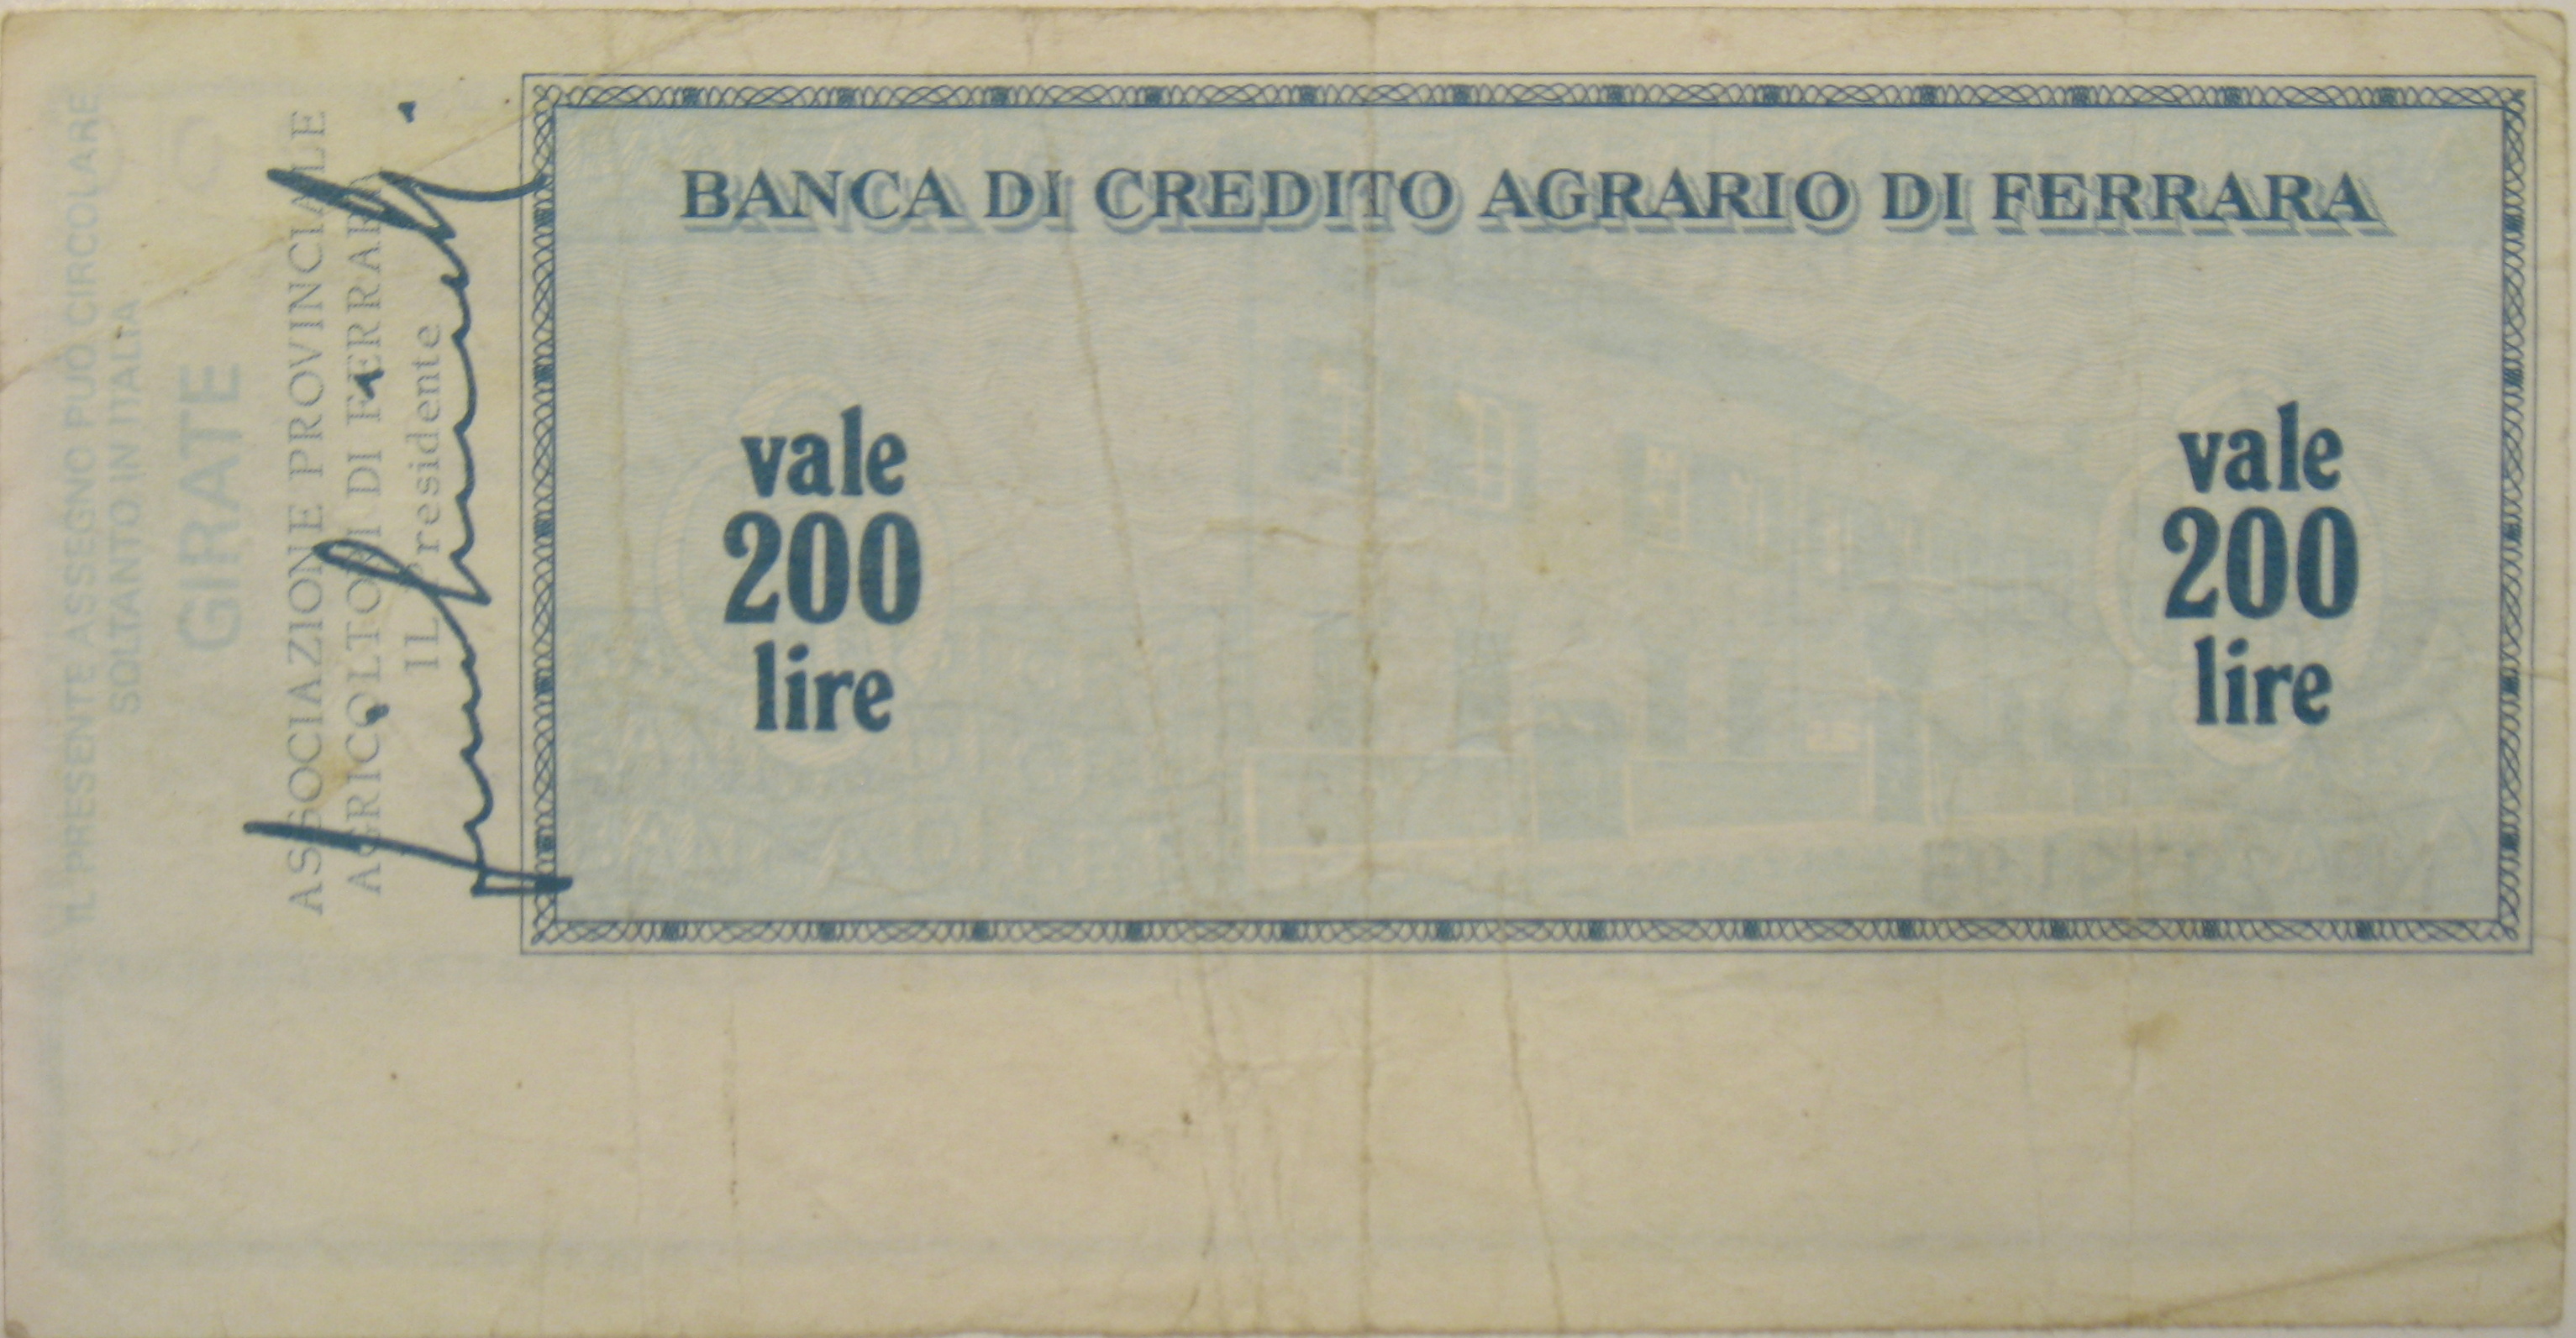 BANCA DI CREDITO AGRARIO DI FERRARA
vale
200
lire
vale
200
lire
IL PRESENTE ASSEGNO PUÒ CIRCOLARE
SOLTANTO IN ITALIA
GIRATE
ASSOCIAZIONE PROVINCIALE
AGRICOLTORI DI FERRARA
IL Presidente